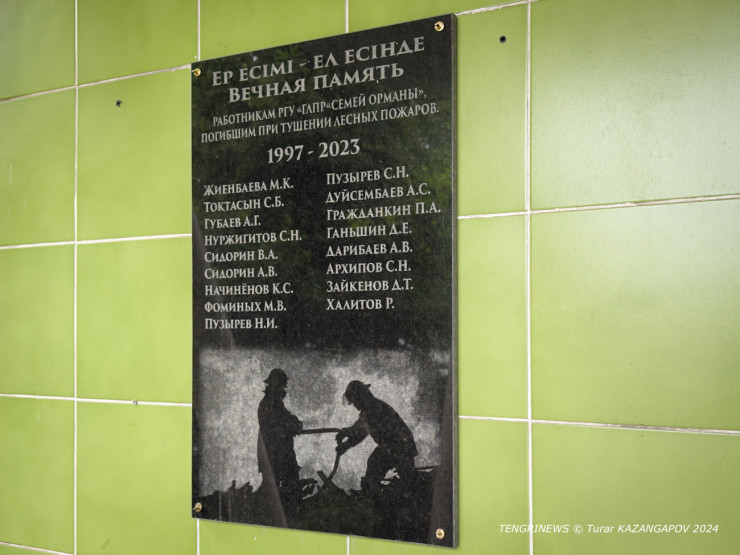 ЕР ЕСІМІ - ЕЛ ЕСІНДЕ
ВЕЧНАЯ ПАМЯТЬ
РАБОТНИКАМ РГУ «ГЛПР«СЕМЕЙ ОРМАНЫ»,
ПОГИБШИМ ПРИ ТУШЕНИИ ЛЕСНЫХ ПОЖАРОВ.
1997 - 2023
ЖИЕНБАЕВА М.К.
ТОКТАСЫН С.Б.
ГУБАЕВ А.Г.
НУРЖИГИТОВ С.Н.
СИДОРИН В.А.
СИДОРИН А.В.
НАЧИНЁНОВ К.С.
ФОМИНЫХ М.В.
ПУЗЫРЕВ Н.И.
ПУЗЫРЕВ С.Н.
ДУЙСЕМБАЕВ А.С.
ГРАЖДАНКИН П.А.
ГАНЬШИН Д.Е.
ДАРИБАЕВ А.В.
АРХИПОВ С.Н.
ЗАЙКЕНОВ Д.Т.
ХАЛИТОВ Р.
TENGRINEWS © Turar KAZANGAPOV 2024